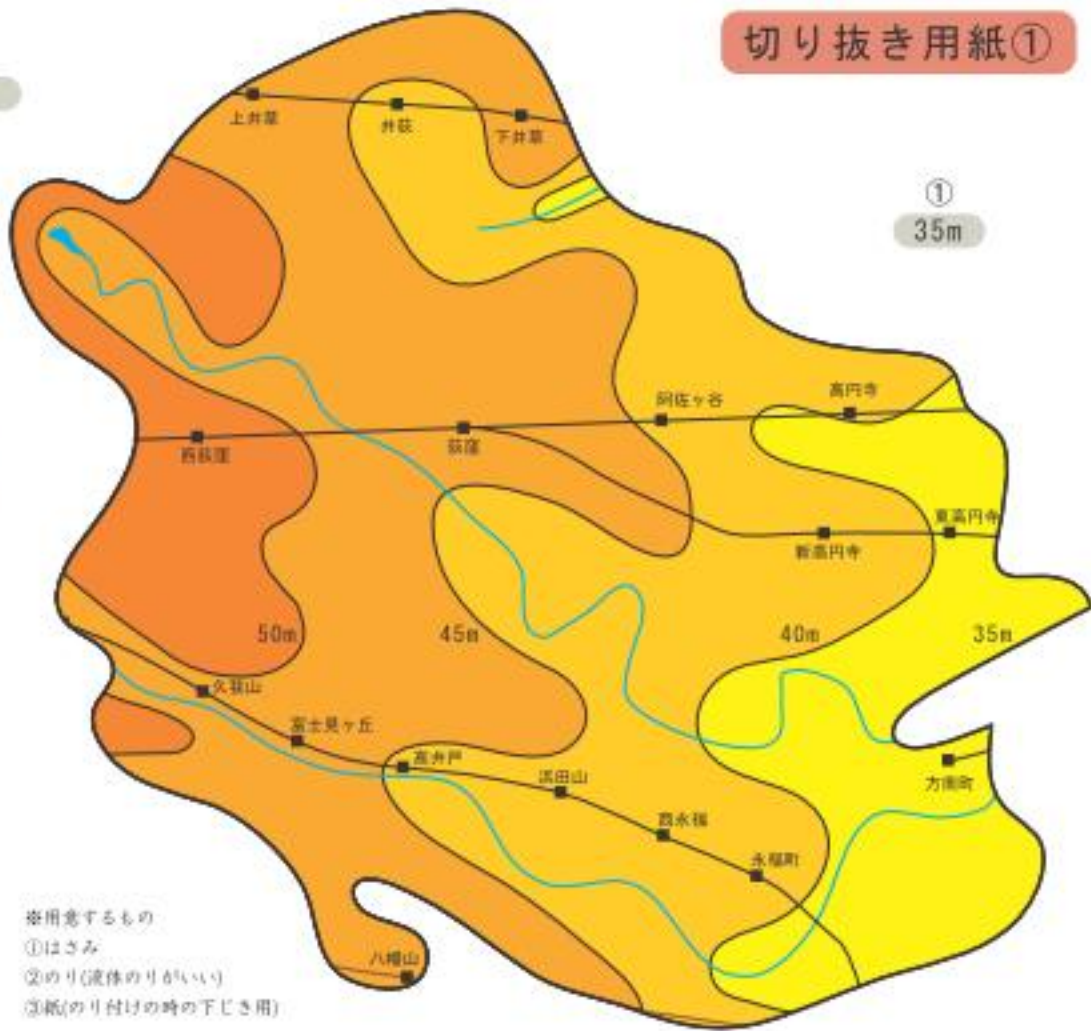 切り抜き用紙①
上井草
井荻
下井草
①
35m
阿佐ヶ谷
高円寺
西荻窪
荻窪
新高円寺
東高円寺
50m
45m
40m
35m
久我山
富士見ヶ丘
高井戸
浜田山
西永福
永福町
方南町
八幡山
※用意するもの
①はさみ
②のり(液体のりがいい)
③紙(のり付けの時の下じき用)